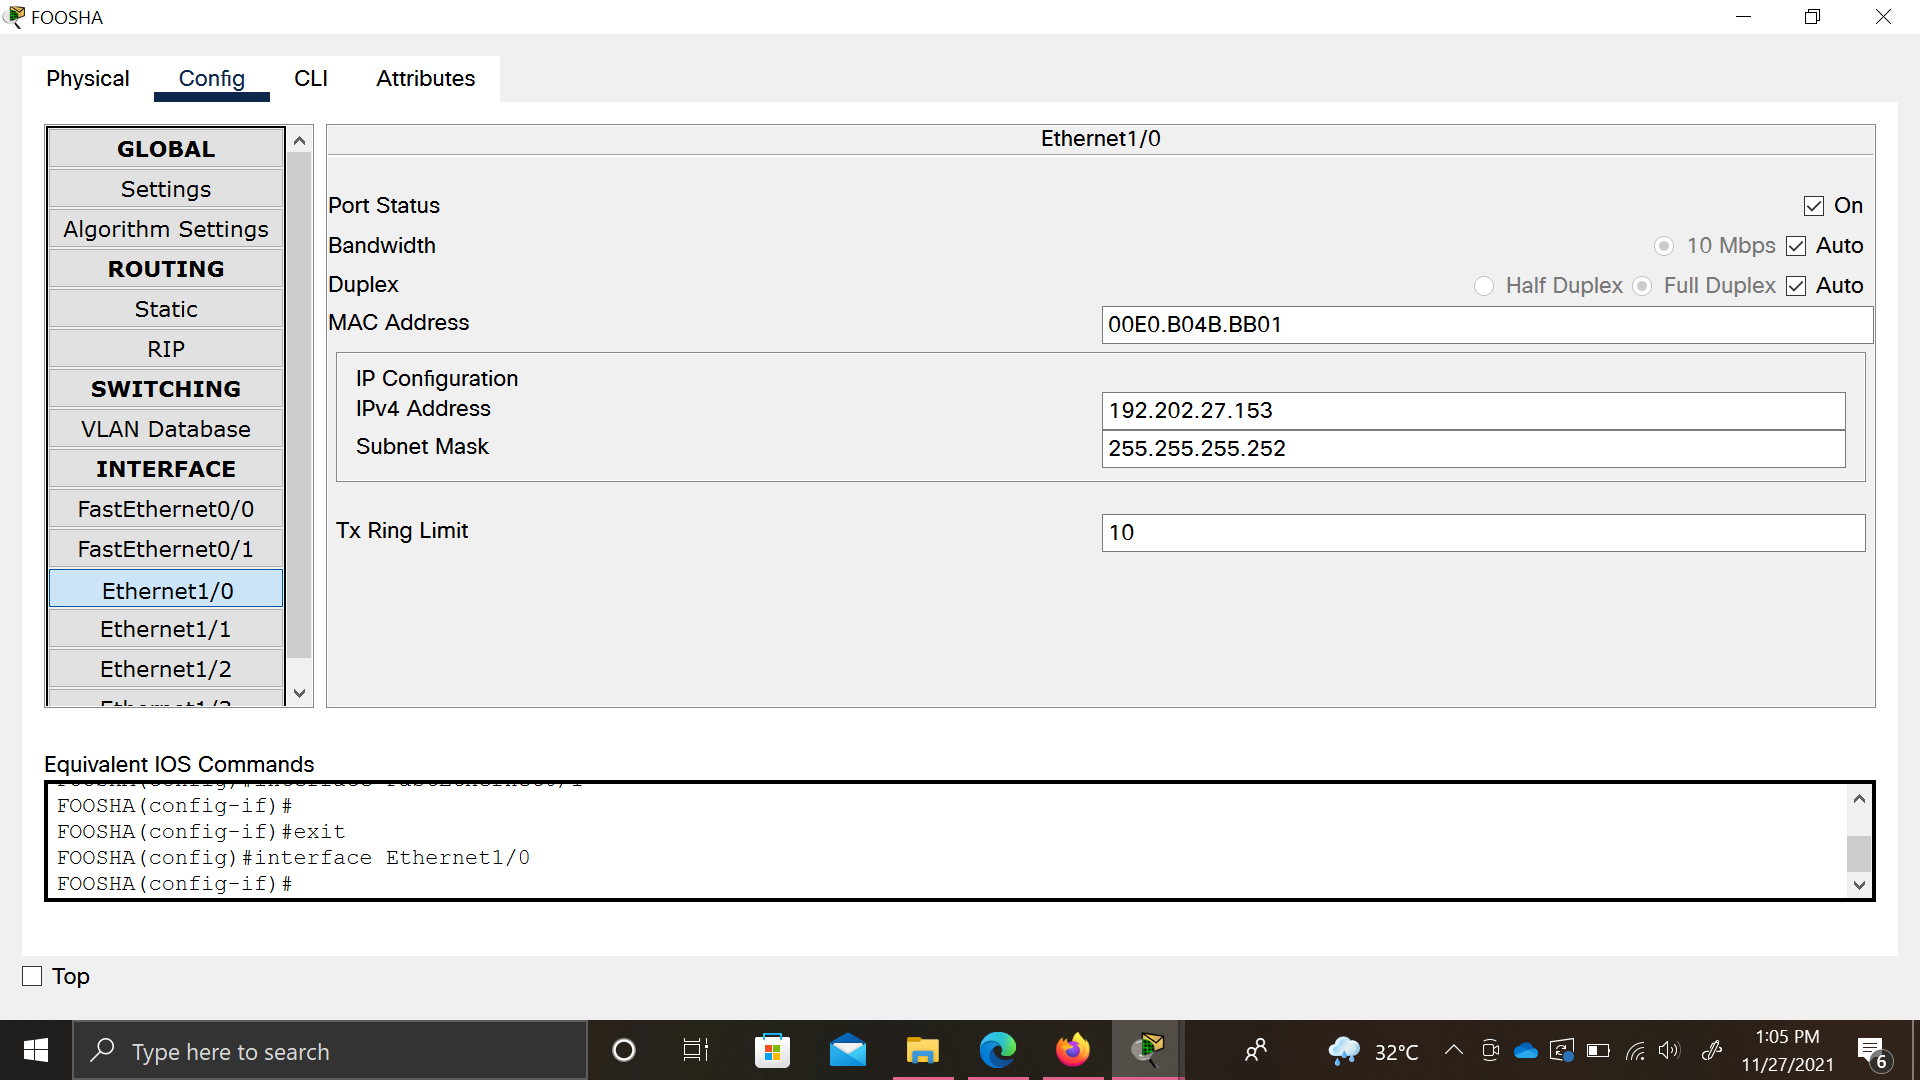 FOOSHA
Physical Config CLI Attributes
GLOBAL
Settings
Algorithm Settings
ROUTING
Static
RIP
SWITCHING
VLAN Database
INTERFACE
FastEthernet0/0
FastEthernet0/1
Ethernet1/0
Ethernet1/1
Ethernet1/2
Ethernet1/0
Port Status On
Bandwidth 10 Mbps Auto
Duplex Half Duplex Full Duplex Auto
MAC Address 00E0.B04B.BB01
IP Configuration
IPv4 Address 192.202.27.153
Subnet Mask 255.255.255.252
Tx Ring Limit 10
Equivalent IOS Commands
FOOSHA(config-if)#
FOOSHA(config-if)#exit
FOOSHA(config)#interface Ethernet1/0
FOOSHA(config-if)#
Top
Type here to search
32°C
1:05 PM
11/27/2021
6